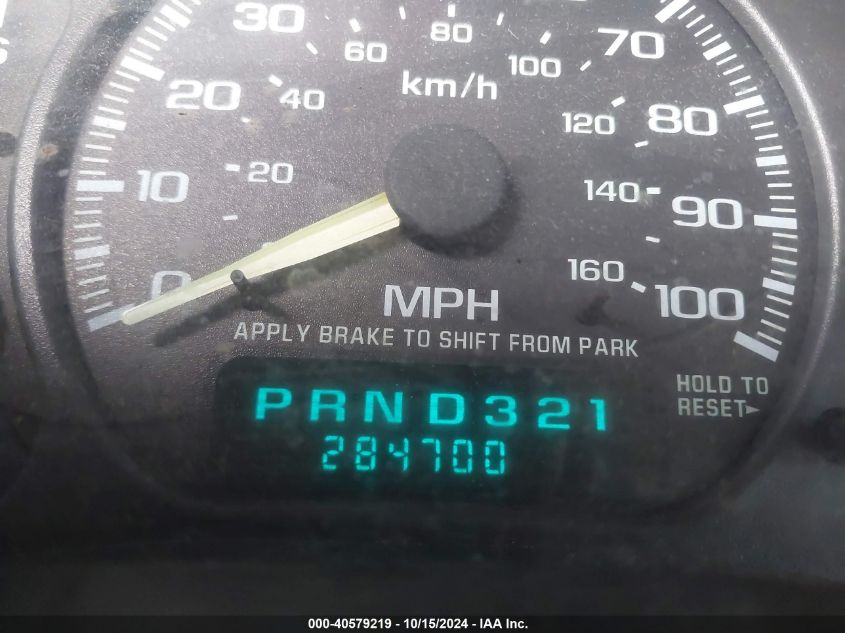 30 60 80 100 70
km/h
20 40 120 80
10 20 140 90
0 160 100
MPH
APPLY BRAKE TO SHIFT FROM PARK
HOLD TO
RESET
PRND321
284700
000-40579219 - 10/15/2024 - IAA Inc.